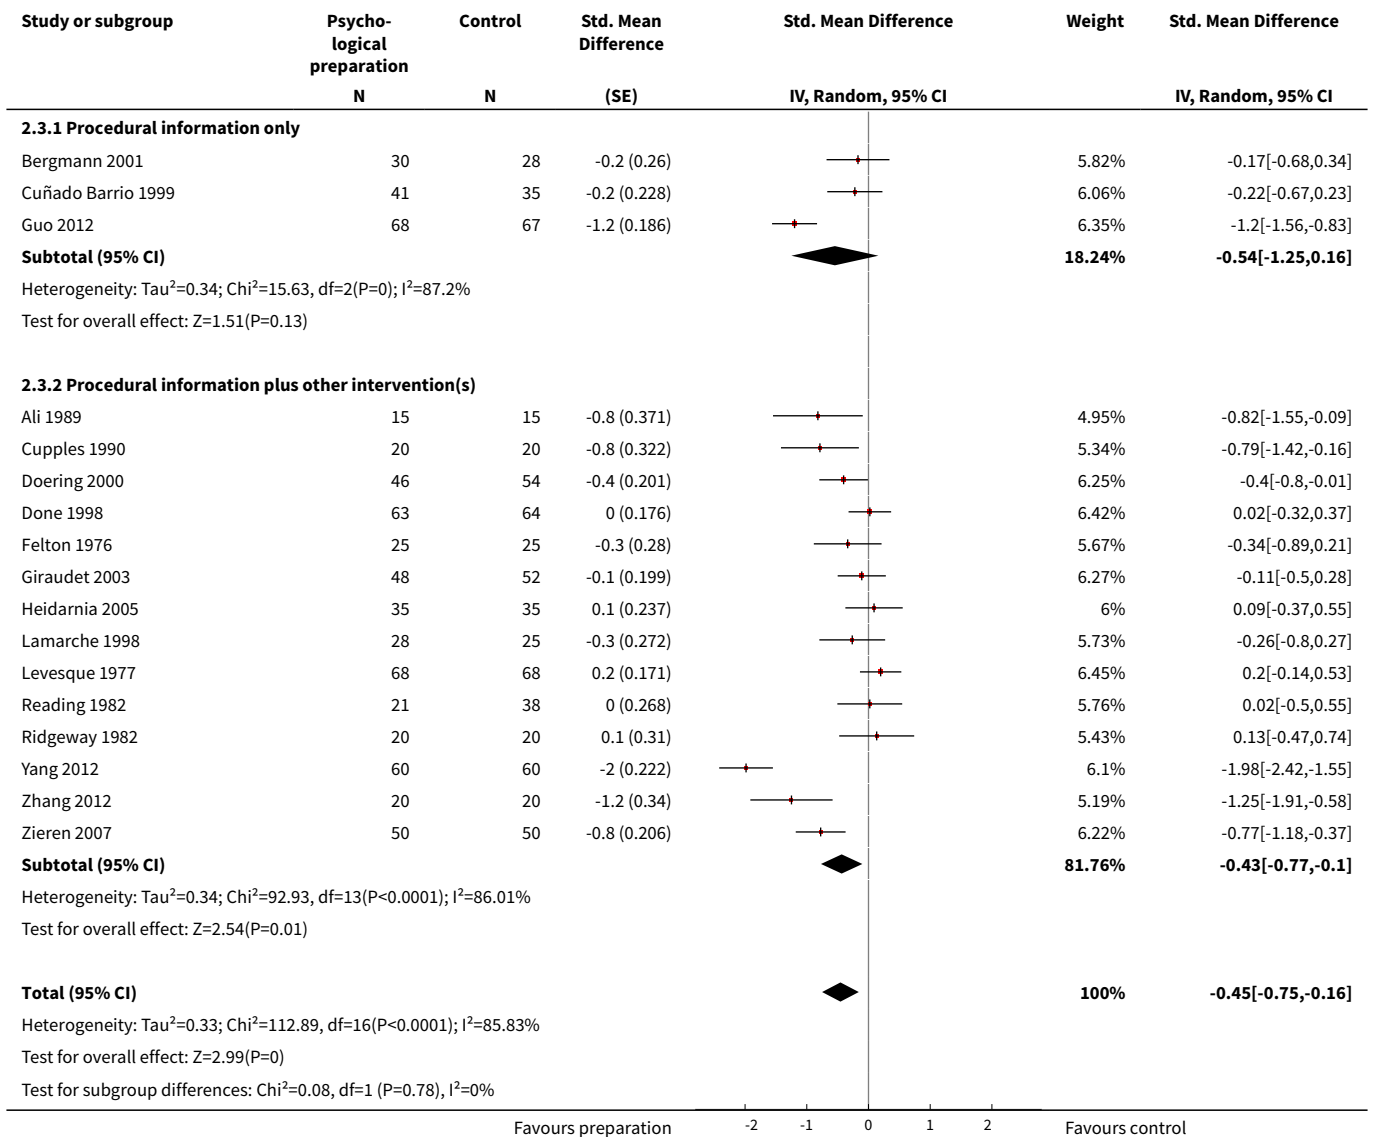 Study or subgroup Psycho- Control Std. Mean Std. Mean Difference Weight Std. Mean Difference
logical Difference
preparation
N N (SE) IV, Random, 95% CI IV, Random, 95% CI
2.3.1 Procedural information only
Bergmann 2001 30 28 -0.2 (0.26) 5.82% -0.17[-0.68,0.34]
Cuñado Barrio 1999 41 35 -0.2 (0.228) 6.06% -0.22[-0.67,0.23]
Guo 2012 68 67 -1.2 (0.186) 6.35% -1.2[-1.56,-0.83]
Subtotal (95% CI) 18.24% -0.54[-1.25,0.16]
Heterogeneity: Tau²=0.34; Chi²=15.63, df=2(P=0); I²=87.2%
Test for overall effect: Z=1.51(P=0.13)
2.3.2 Procedural information plus other intervention(s)
Ali 1989 15 15 -0.8 (0.371) 4.95% -0.82[-1.55,-0.09]
Cupples 1990 20 20 -0.8 (0.322) 5.34% -0.79[-1.42,-0.16]
Doering 2000 46 54 -0.4 (0.201) 6.25% -0.4[-0.8,-0.01]
Done 1998 63 64 0 (0.176) 6.42% 0.02[-0.32,0.37]
Felton 1976 25 25 -0.3 (0.28) 5.67% -0.34[-0.89,0.21]
Giraudet 2003 48 52 -0.1 (0.199) 6.27% -0.11[-0.5,0.28]
Heidarnia 2005 35 35 0.1 (0.237) 6% 0.09[-0.37,0.55]
Lamarche 1998 28 25 -0.3 (0.272) 5.73% -0.26[-0.8,0.27]
Levesque 1977 68 68 0.2 (0.171) 6.45% 0.2[-0.14,0.53]
Reading 1982 21 38 0 (0.268) 5.76% 0.02[-0.5,0.55]
Ridgeway 1982 20 20 0.1 (0.31) 5.43% 0.13[-0.47,0.74]
Yang 2012 60 60 -2 (0.222) 6.1% -1.98[-2.42,-1.55]
Zhang 2012 20 20 -1.2 (0.34) 5.19% -1.25[-1.91,-0.58]
Zieren 2007 50 50 -0.8 (0.206) 6.22% -0.77[-1.18,-0.37]
Subtotal (95% CI) 81.76% -0.43[-0.77,-0.1]
Heterogeneity: Tau²=0.34; Chi²=92.93, df=13(P<0.0001); I²=86.01%
Test for overall effect: Z=2.54(P=0.01)
Total (95% CI) 100% -0.45[-0.75,-0.16]
Heterogeneity: Tau²=0.33; Chi²=112.89, df=16(P<0.0001); I²=85.83%
Test for overall effect: Z=2.99(P=0)
Test for subgroup differences: Chi²=0.08, df=1 (P=0.78), I²=0%
Favours preparation -2 -1 0 1 2 Favours control